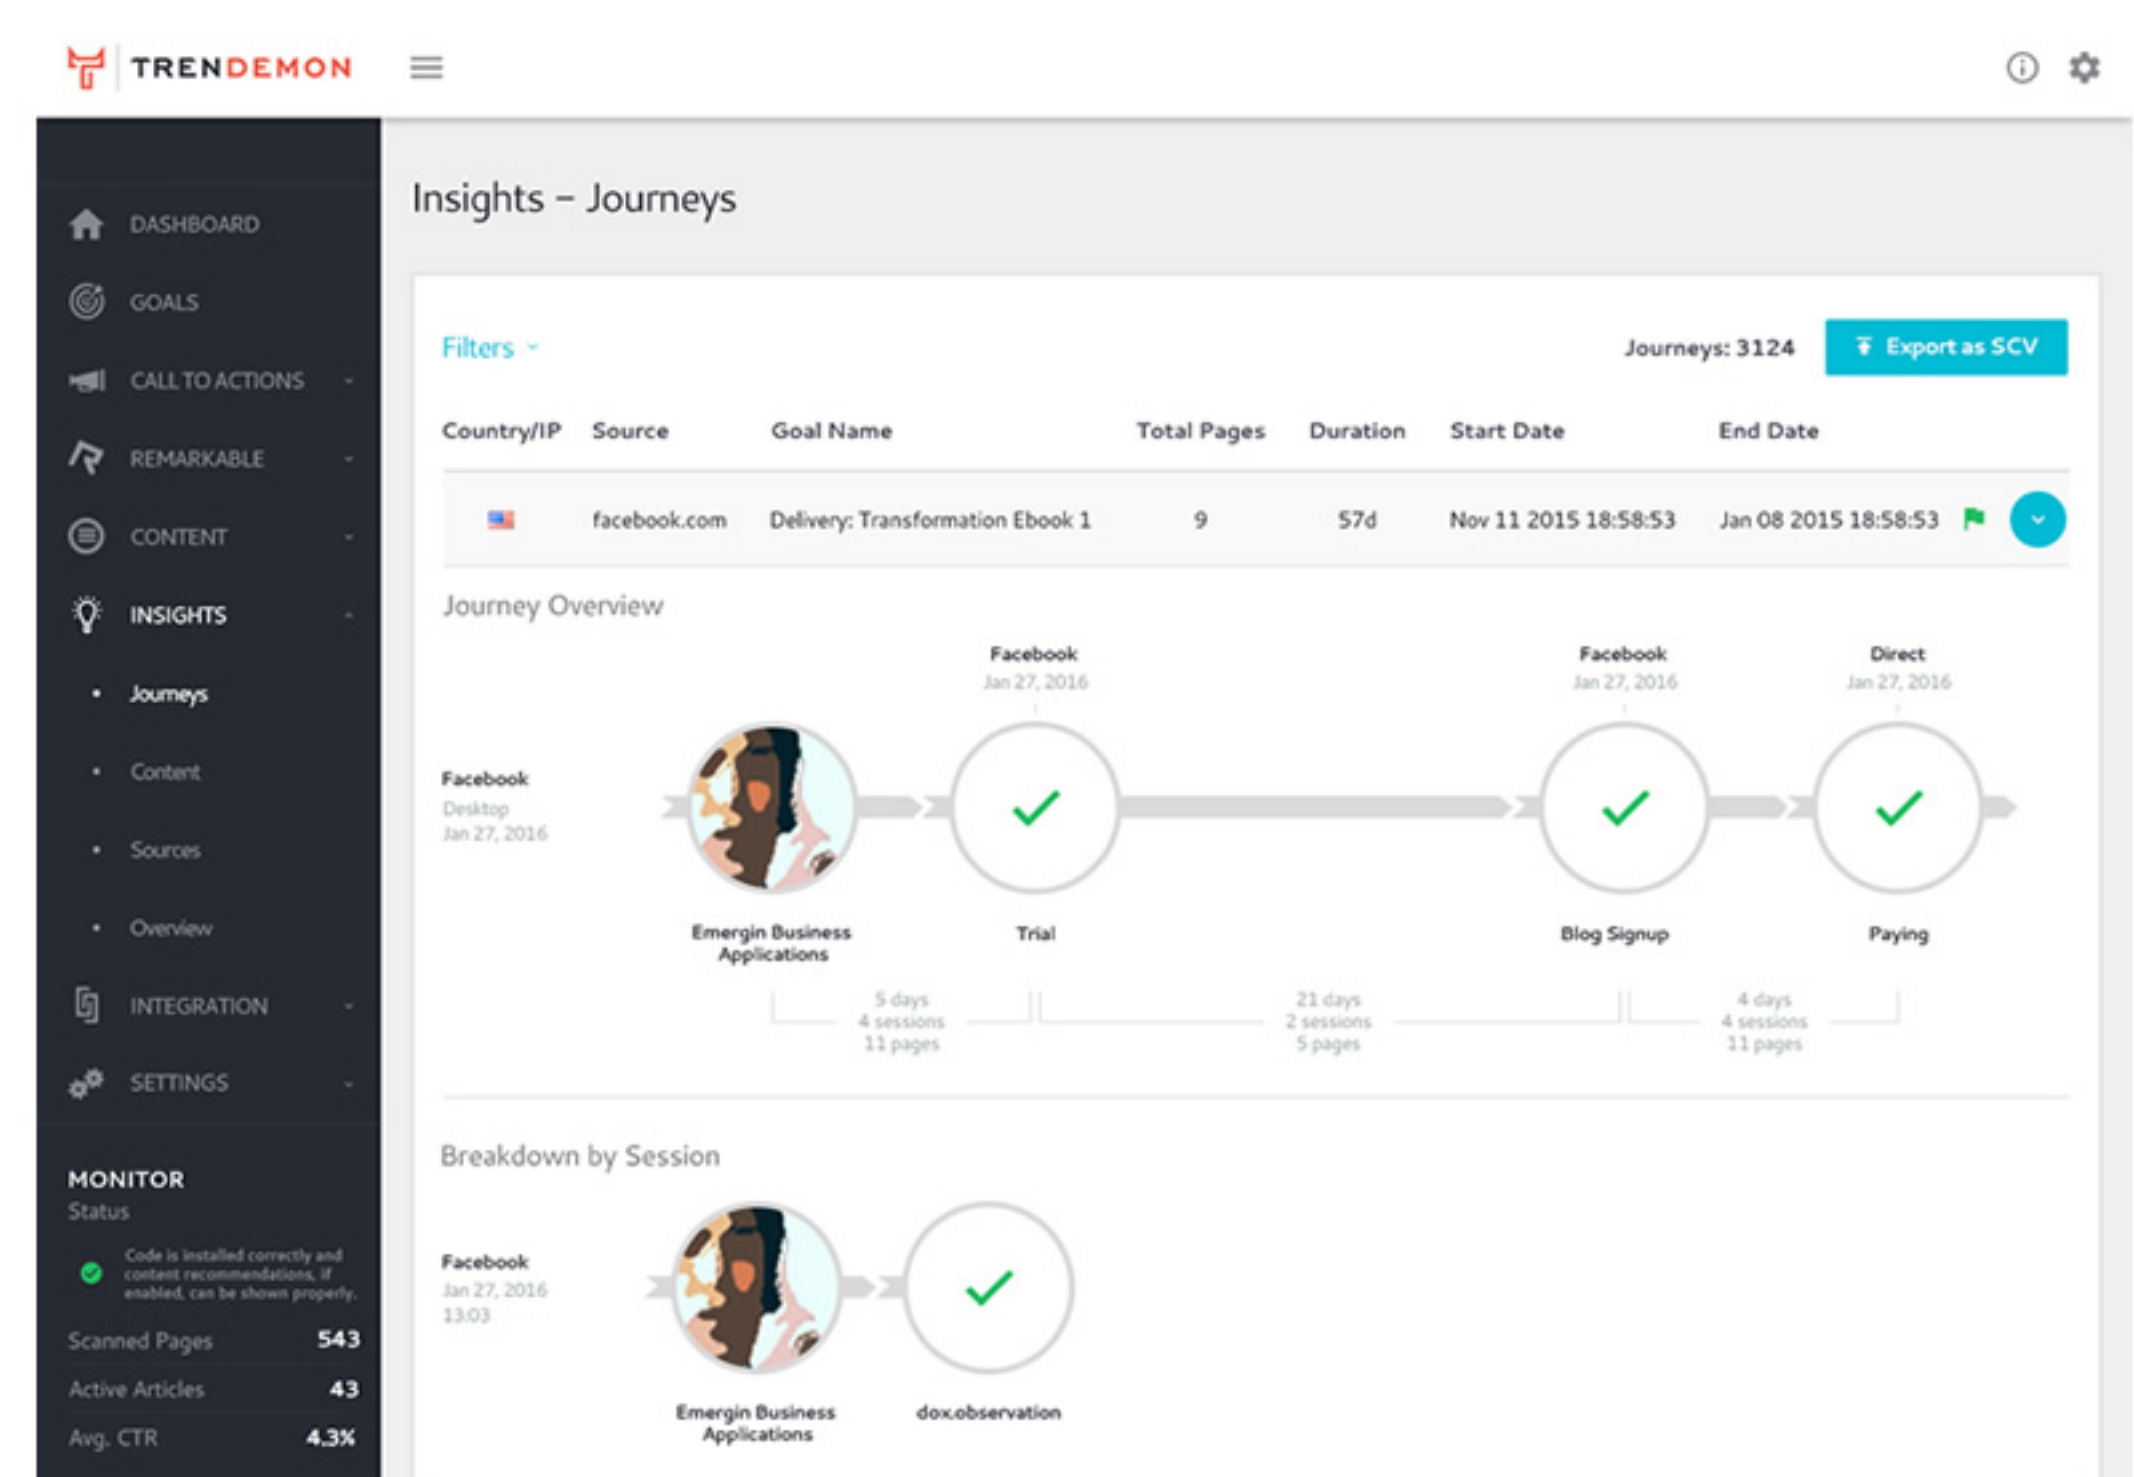 TRENDEMON
DASHBOARD
GOALS
CALL TO ACTIONS
REMARKABLE
CONTENT
INSIGHTS
Journeys
Content
Sources
Overview
INTEGRATION
SETTINGS
MONITOR
Status
Code is installed correctly and
content recommendations, if
enabled, can be shown properly.
Scanned Pages 543
Active Articles 43
Avg. CTR 4.3%
Insights – Journeys
Filters
Journeys: 3124
Export as SCV
Country/IP Source Goal Name Total Pages Duration Start Date End Date
facebook.com Delivery: Transformation Ebook 1 9 57d Nov 11 2015 18:58:53 Jan 08 2015 18:58:53
Journey Overview
Facebook Facebook Direct
Jan 27, 2016 Jan 27, 2016 Jan 27, 2016
Facebook
Desktop
Jan 27, 2016
Emergin Business
Applications
Trial
Blog Signup
Paying
5 days
4 sessions
11 pages
21 days
2 sessions
5 pages
4 days
4 sessions
11 pages
Breakdown by Session
Facebook
Jan 27, 2016
13:03
Emergin Business
Applications
dox.observation